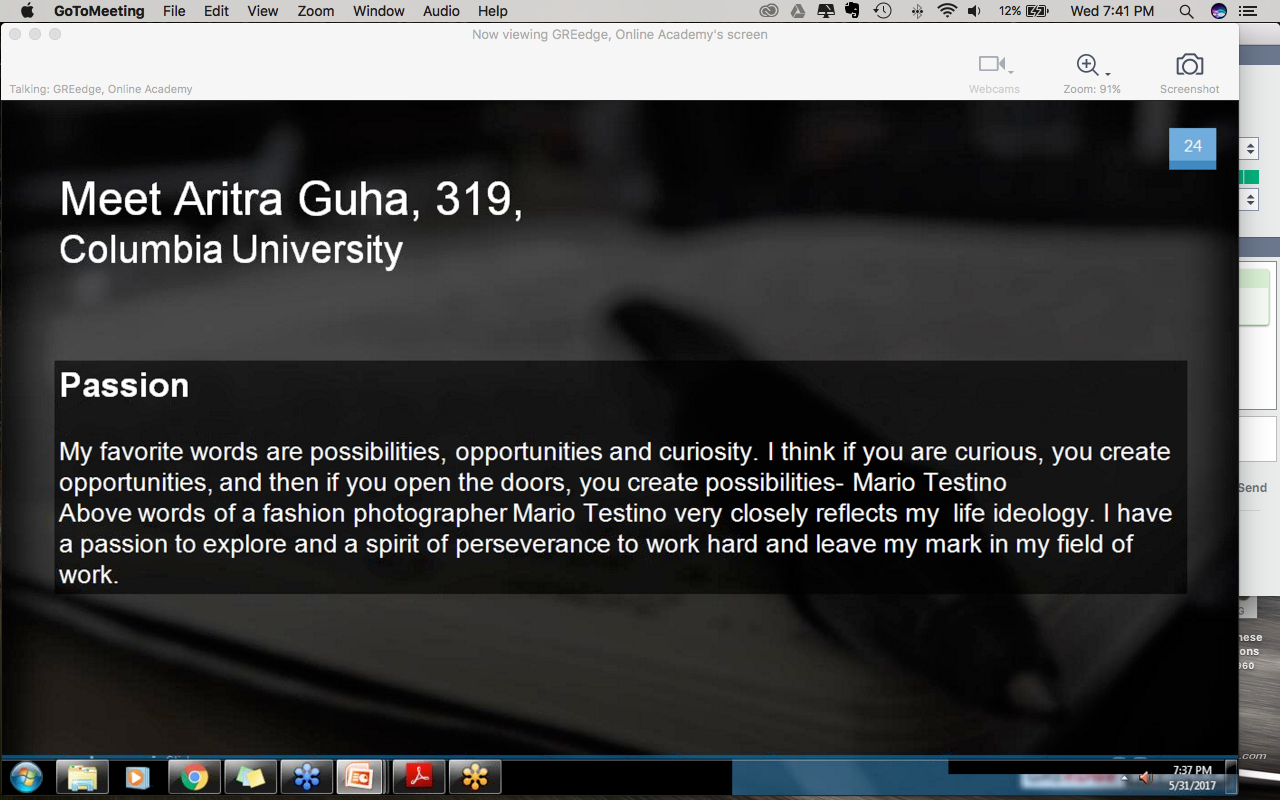 GoToMeeting File Edit View Zoom Window Audio Help 12% Wed 7:41 PM
Now viewing GREedge, Online Academy's screen
Talking: GREedge, Online Academy
Webcams Zoom: 91% Screenshot
24
Meet Aritra Guha, 319,
Columbia University
Passion
My favorite words are possibilities, opportunities and curiosity. I think if you are curious, you create
opportunities, and then if you open the doors, you create possibilities- Mario Testino
Above words of a fashion photographer Mario Testino very closely reflects my life ideology. I have
a passion to explore and a spirit of perseverance to work hard and leave my mark in my field of
work.
Send
G
hese
ons
960
.com
7:37 PM
5/31/2017